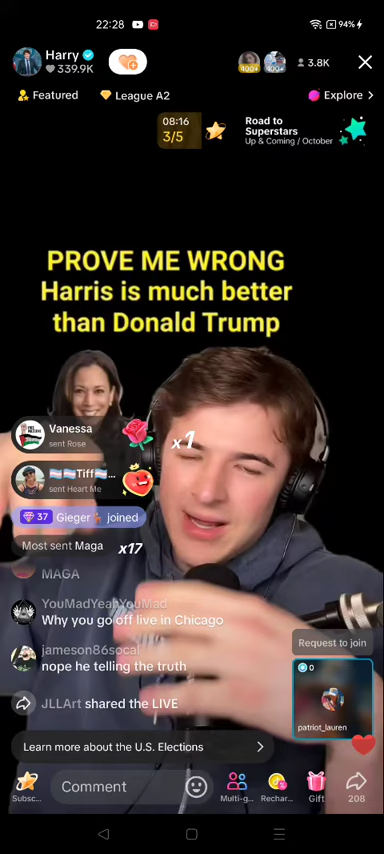 22:28
94%
Harry
339.9K
400+
400+
3.8K
Featured
League A2
Explore
08:16
3/5
Road to
Superstars
Up & Coming / October
PROVE ME WRONG
Harris is much better
than Donald Trump
Vanessa
sent Rose
x1
Tiff...
sent Heart Me
37 Gieger joined
Most sent Maga x17
MAGA
YouMadYeahYouMad
Why you go off live in Chicago
jameson86socal
nope he telling the truth
JLLArt shared the LIVE
Request to join
0
patriot_lauren
Learn more about the U.S. Elections
Comment
Subsc...
Multi-g...
Rechar...
Gift
208